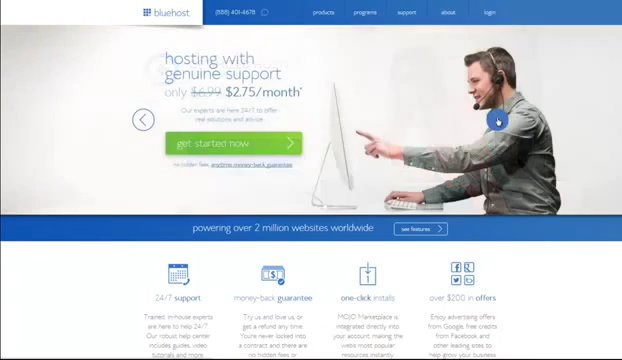 bluehost
(888) 401-4678
products
programs
support
about
login
hosting with
genuine support
only $6.99 $2.75/month*
Our experts are here 24/7 to offer
real solutions and advice
get started now
no hidden fees, anytime money-back guarantee
powering over 2 million websites worldwide
see features
24/7 support
money-back guarantee
one-click installs
over $200 in offers
Trained, in-house experts
are here to help 24/7.
Our robust help center
includes guides, video
tutorials and more.
Try us and love us or
get a refund any time.
You're never locked into
a contract and there are
no hidden fees or
MOJO Marketplace is
integrated directly into
your account, making the
web's most popular
resources instantly
Enjoy advertising offers
from Google, free credits
from Facebook and
other leading sites to
help grow your business